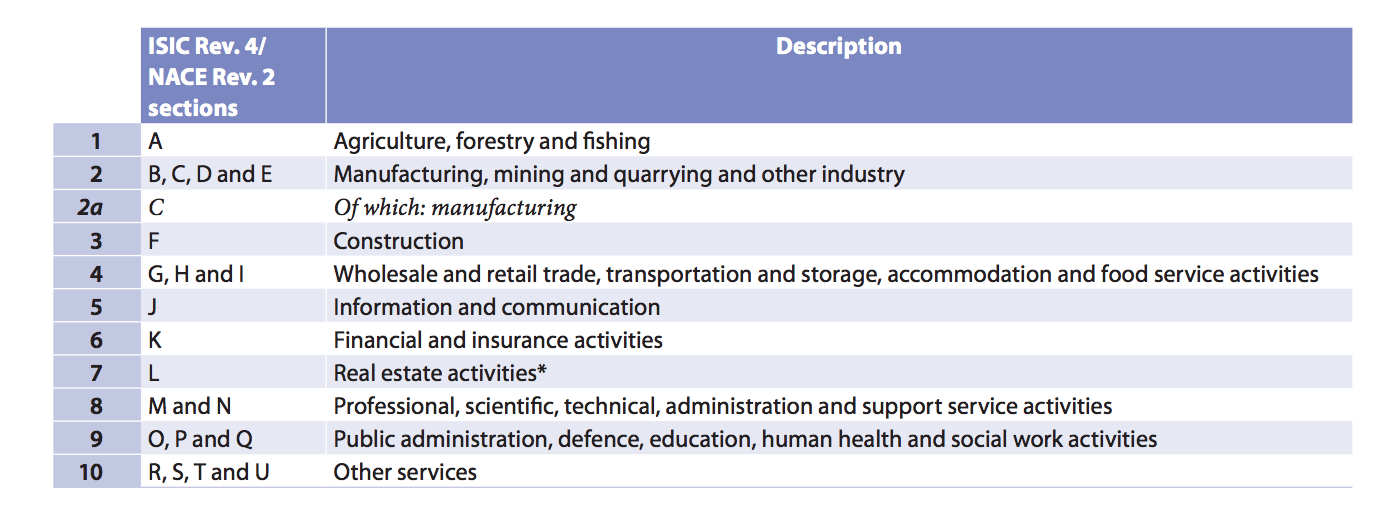 ISIC Rev. 4/ NACE Rev. 2 sections Description
1 A Agriculture, forestry and fishing
2 B, C, D and E Manufacturing, mining and quarrying and other industry
2a C Of which: manufacturing
3 F Construction
4 G, H and I Wholesale and retail trade, transportation and storage, accommodation and food service activities
5 J Information and communication
6 K Financial and insurance activities
7 L Real estate activities*
8 M and N Professional, scientific, technical, administration and support service activities
9 O, P and Q Public administration, defence, education, human health and social work activities
10 R, S, T and U Other services